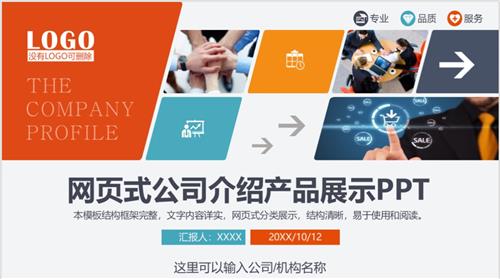 LOGO
没有LOGO可删除
专业
品质
服务
THE
COMPANY
PROFILE
SALE
SALE
SALE
SALE
网页式公司介绍产品展示PPT
本模板结构框架完整，文字内容详实，网页式分类展示，结构清晰，易于使用和阅读。
汇报人：XXXX
20XX/10/12
这里可以输入公司/机构名称